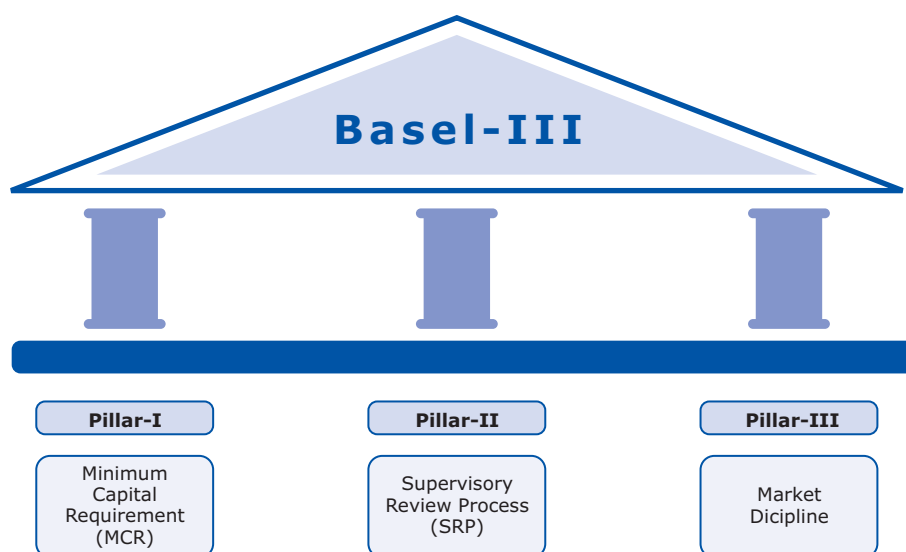 Basel-III
Pillar-I
Pillar-II
Pillar-III
Minimum
Capital
Requirement
(MCR)
Supervisory
Review Process
(SRP)
Market
Dicipline